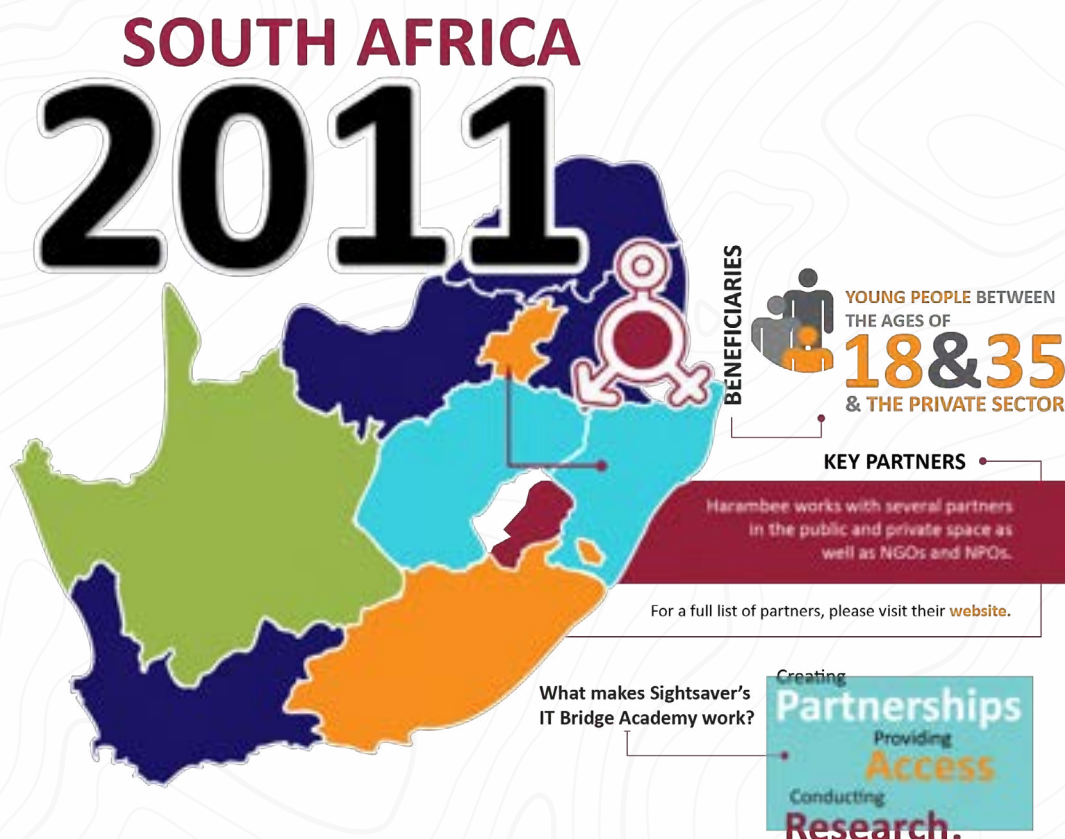 SOUTH AFRICA
2011
BENEFICIARIES
YOUNG PEOPLE BETWEEN
THE AGES OF
18&35
& THE PRIVATE SECTOR
KEY PARTNERS
Harambee works with several partners
in the public and private space as
well as NGOs and NPOs.
For a full list of partners, please visit their website.
What makes Sightsaver's
IT Bridge Academy work?
Creating
Partnerships
Providing
Access
Conducting
Research.